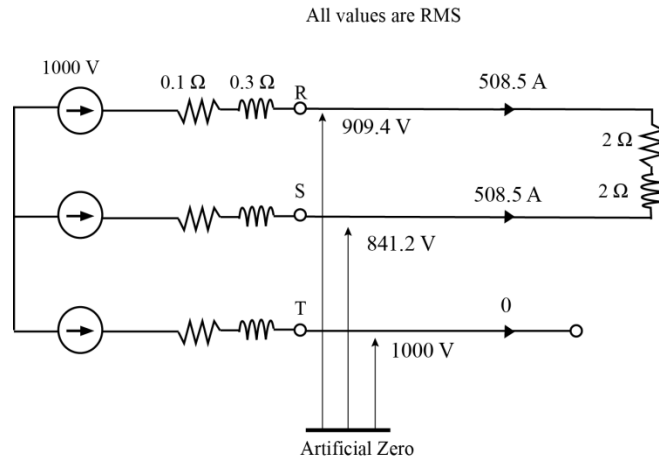 All values are RMS
1000 V
0.1 Ω
0.3 Ω
R
508.5 A
909.4 V
2 Ω
2 Ω
S
508.5 A
841.2 V
T
0
1000 V
Artificial Zero